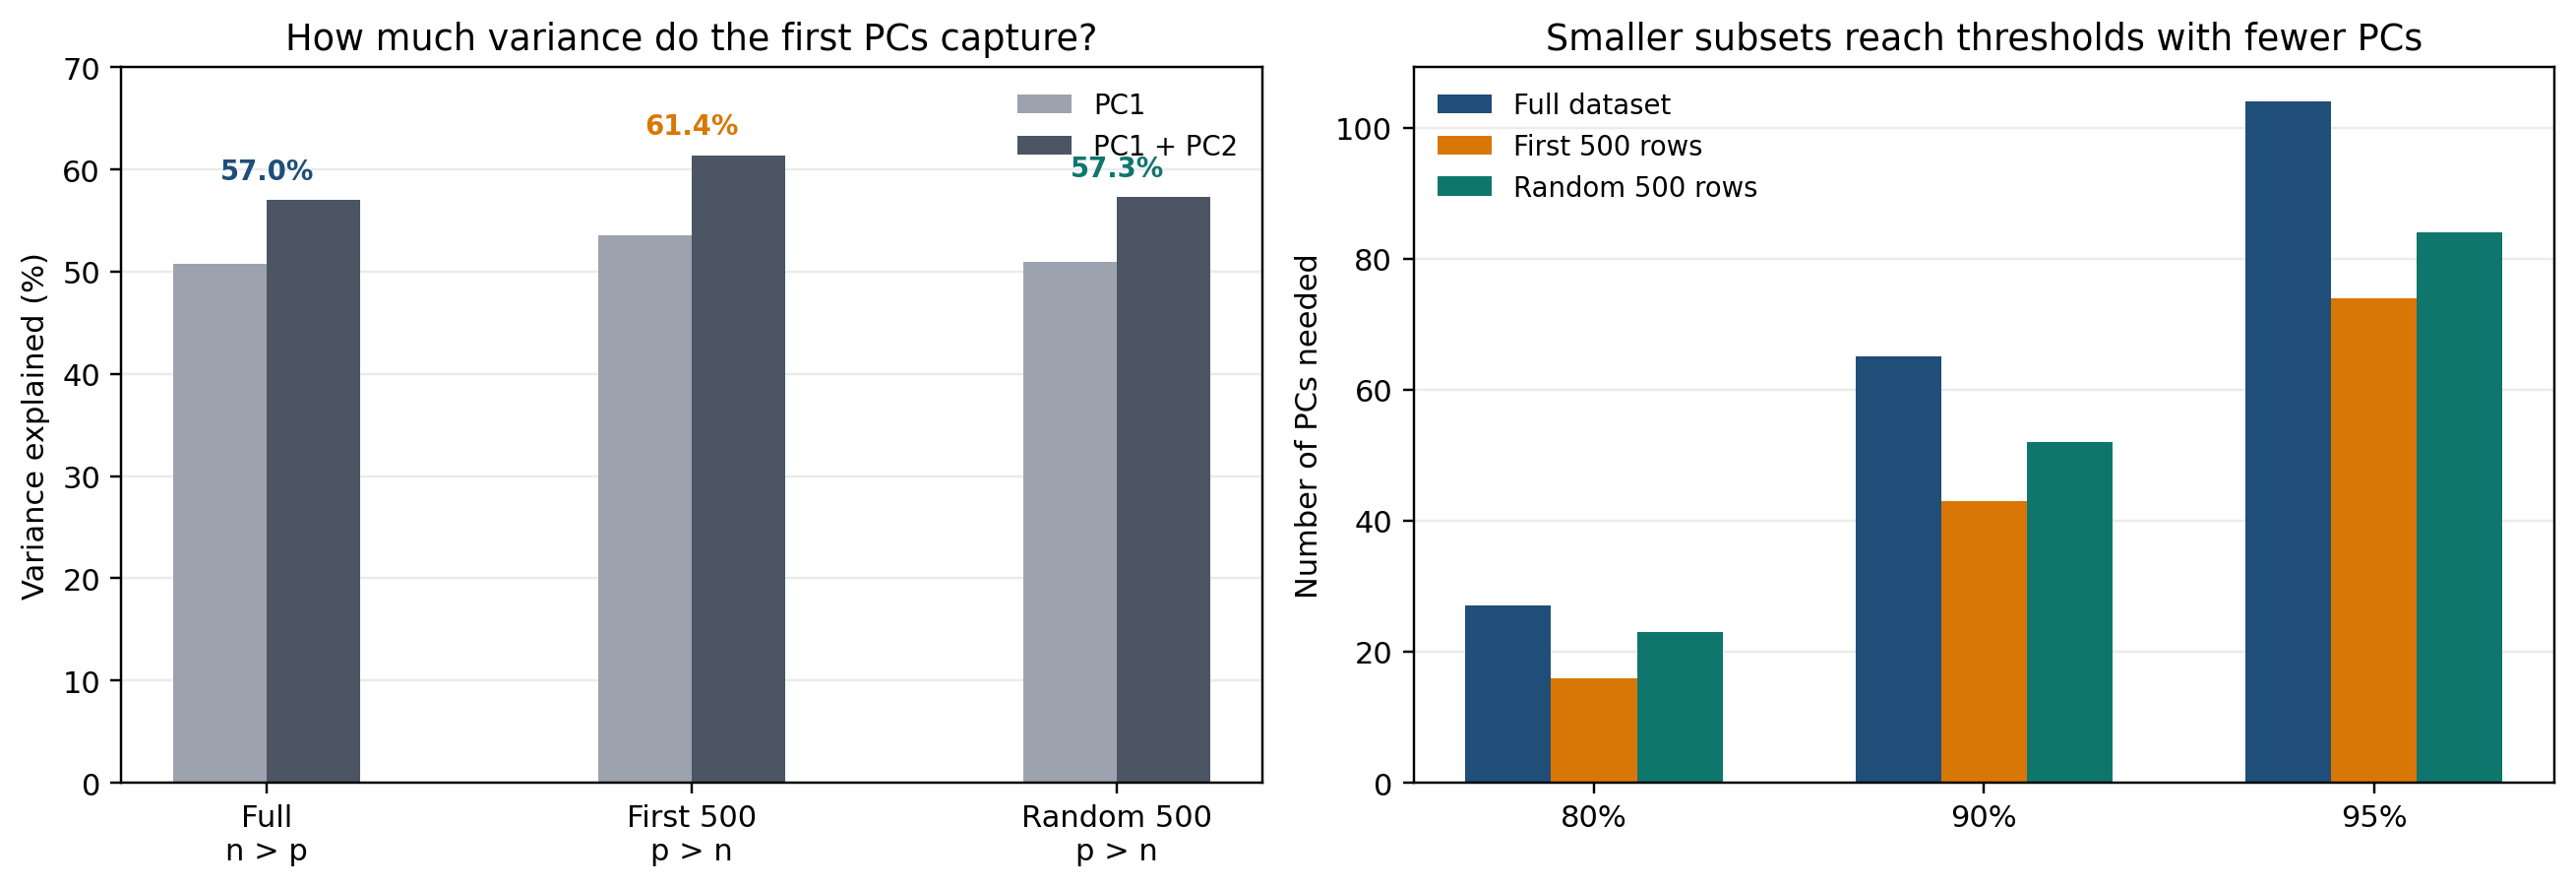 How much variance do the first PCs capture?
Variance explained (%)
70
60
50
40
30
20
10
0
PC1
PC1 + PC2
57.0%
61.4%
57.3%
Full
n > p
First 500
p > n
Random 500
p > n
Smaller subsets reach thresholds with fewer PCs
Number of PCs needed
100
80
60
40
20
0
Full dataset
First 500 rows
Random 500 rows
80%
90%
95%